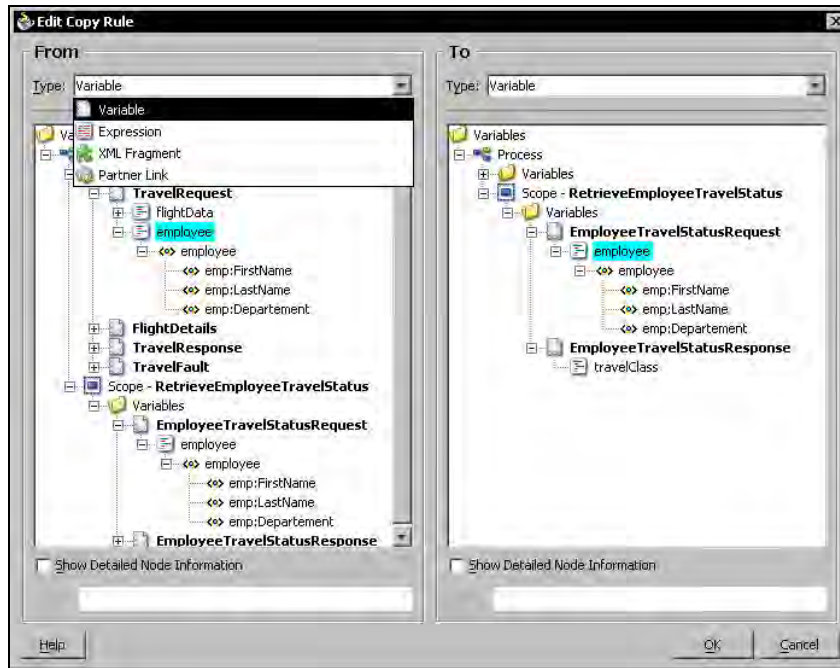 Edit Copy Rule
From
Type: Variable
Variable
Expression
XML Fragment
Partner Link
Va
TravelRequest
flightData
employee
employee
emp:FirstName
emp:LastName
emp:Departement
FlightDetails
TravelResponse
TravelFault
Scope - RetrieveEmployeeTravelStatus
Variables
EmployeeTravelStatusRequest
employee
employee
emp:FirstName
emp:LastName
emp:Departement
EmployeeTravelStatusResponse
Show Detailed Node Information
To
Type: Variable
Variables
Process
Variables
Scope - RetrieveEmployeeTravelStatus
Variables
EmployeeTravelStatusRequest
employee
employee
emp:FirstName
emp:LastName
emp:Departement
EmployeeTravelStatusResponse
travelClass
Show Detailed Node Information
Help
OK
Cancel